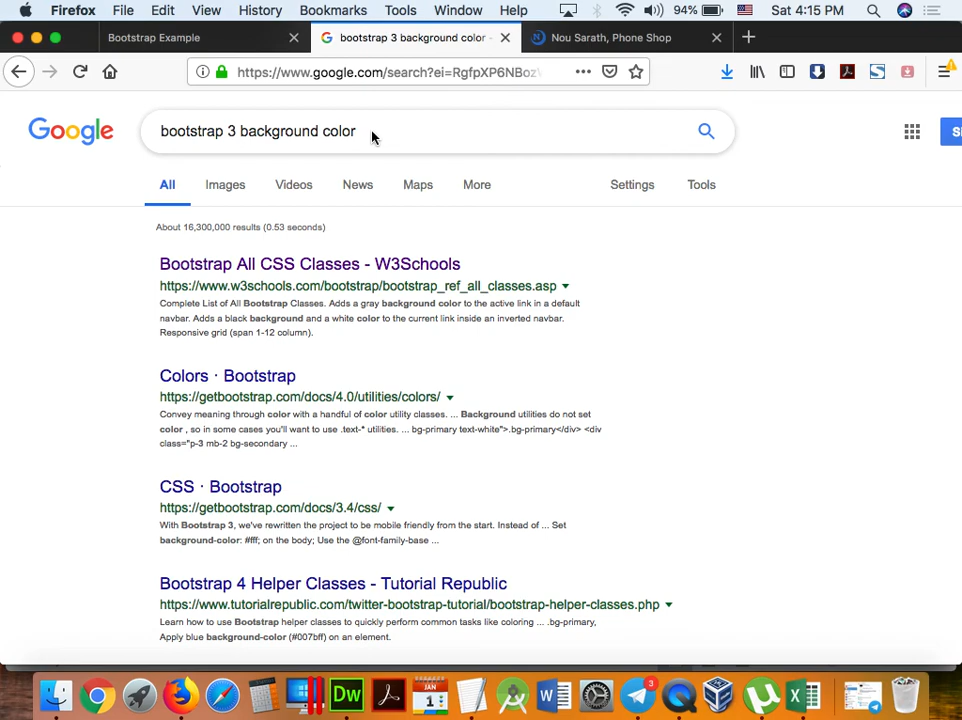 Firefox File Edit View History Bookmarks Tools Window Help 94% Sat 4:15 PM
Bootstrap Example
bootstrap 3 background color -
Nou Sarath, Phone Shop
https://www.google.com/search?ei=RgfpXP6NBoz
Google
bootstrap 3 background color
All Images Videos News Maps More Settings Tools
About 16,300,000 results (0.53 seconds)
Bootstrap All CSS Classes - W3Schools
https://www.w3schools.com/bootstrap/bootstrap_ref_all_classes.asp
Complete List of All Bootstrap Classes. Adds a gray background color to the active link in a default
navbar. Adds a black background and a white color to the current link inside an inverted navbar.
Responsive grid (span 1-12 column).
Colors · Bootstrap
https://getbootstrap.com/docs/4.0/utilities/colors/
Convey meaning through color with a handful of color utility classes. ... Background utilities do not set
color , so in some cases you'll want to use .text-* utilities. ... bg-primary text-white">.bg-primary</div> <div
class="p-3 mb-2 bg-secondary ...
CSS · Bootstrap
https://getbootstrap.com/docs/3.4/css/
With Bootstrap 3, we've rewritten the project to be mobile friendly from the start. Instead of ... Set
background-color: #fff; on the body; Use the @font-family-base ...
Bootstrap 4 Helper Classes - Tutorial Republic
https://www.tutorialrepublic.com/twitter-bootstrap-tutorial/bootstrap-helper-classes.php
Learn how to use Bootstrap helper classes to quickly perform common tasks like coloring ... .bg-primary,
Apply blue background-color (#007bff) on an element.
Dw
JAN
1
3